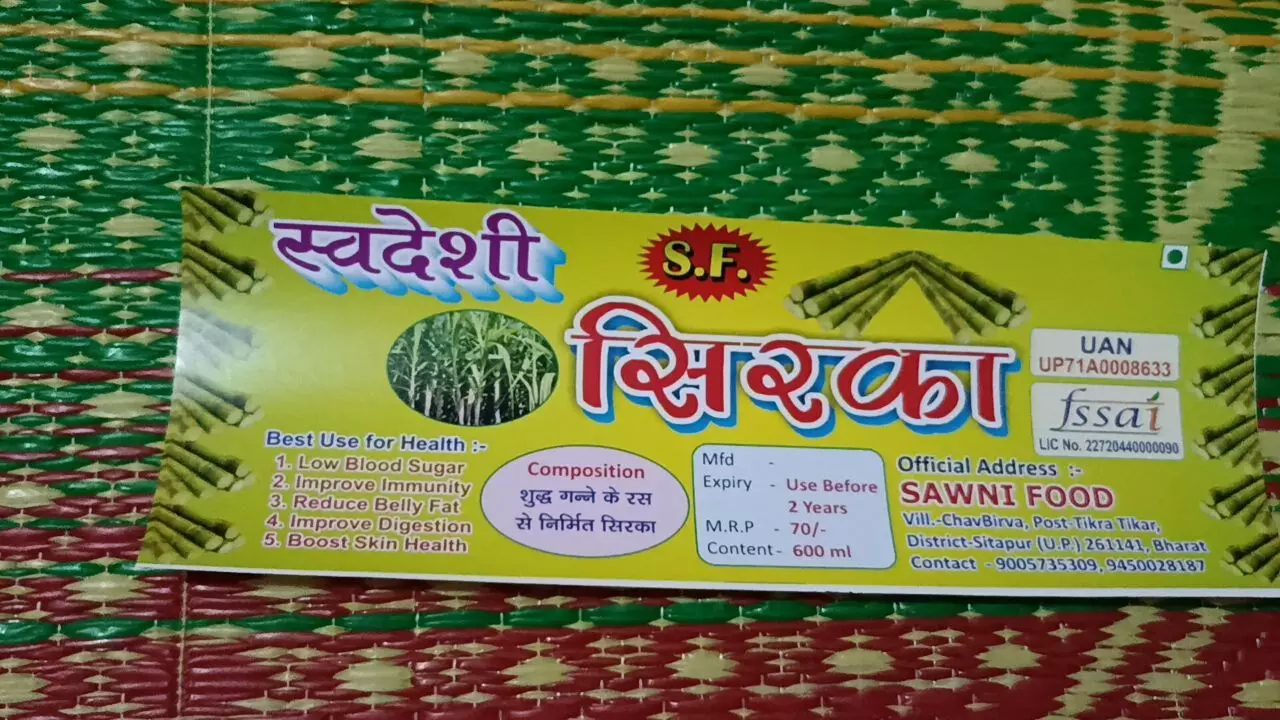 स्वदेशी
S.F.
सिरका
UAN
UP71A0008633
fssai
LIC No. 22720440000090
Best Use for Health :-
1. Low Blood Sugar
2. Improve Immunity
3. Reduce Belly Fat
4. Improve Digestion
5. Boost Skin Health
Composition
शुद्ध गन्ने के रस
से निर्मित सिरका
Mfd -
Expiry - Use Before
2 Years
M.R.P - 70/-
Content- 600 ml
Official Address :-
SAWNI FOOD
Vill.-ChavBirva, Post-Tikra Tikar,
District-Sitapur (U.P.) 261141, Bharat
Contact - 9005735309, 9450028187